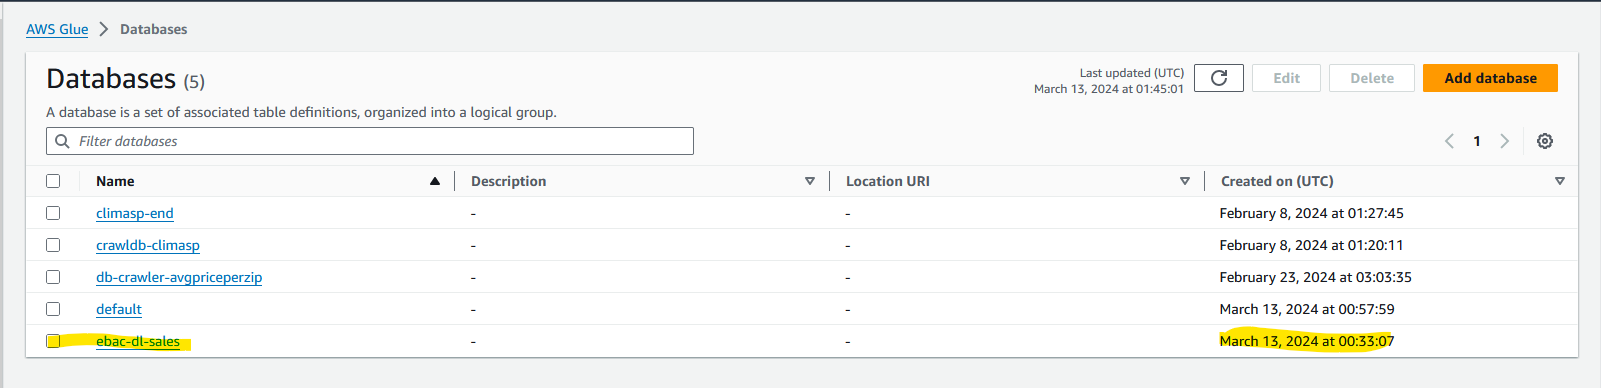 AWS Glue > Databases
Databases (5)
Last updated (UTC)
March 13, 2024 at 01:45:01
Edit
Delete
Add database
A database is a set of associated table definitions, organized into a logical group.
Filter databases
1
Name Description Location URI Created on (UTC)
climasp-end - - February 8, 2024 at 01:27:45
crawldb-climasp - - February 8, 2024 at 01:20:11
db-crawler-avgpriceperzip - - February 23, 2024 at 03:03:35
default - - March 13, 2024 at 00:57:59
ebac-dl-sales - - March 13, 2024 at 00:33:07